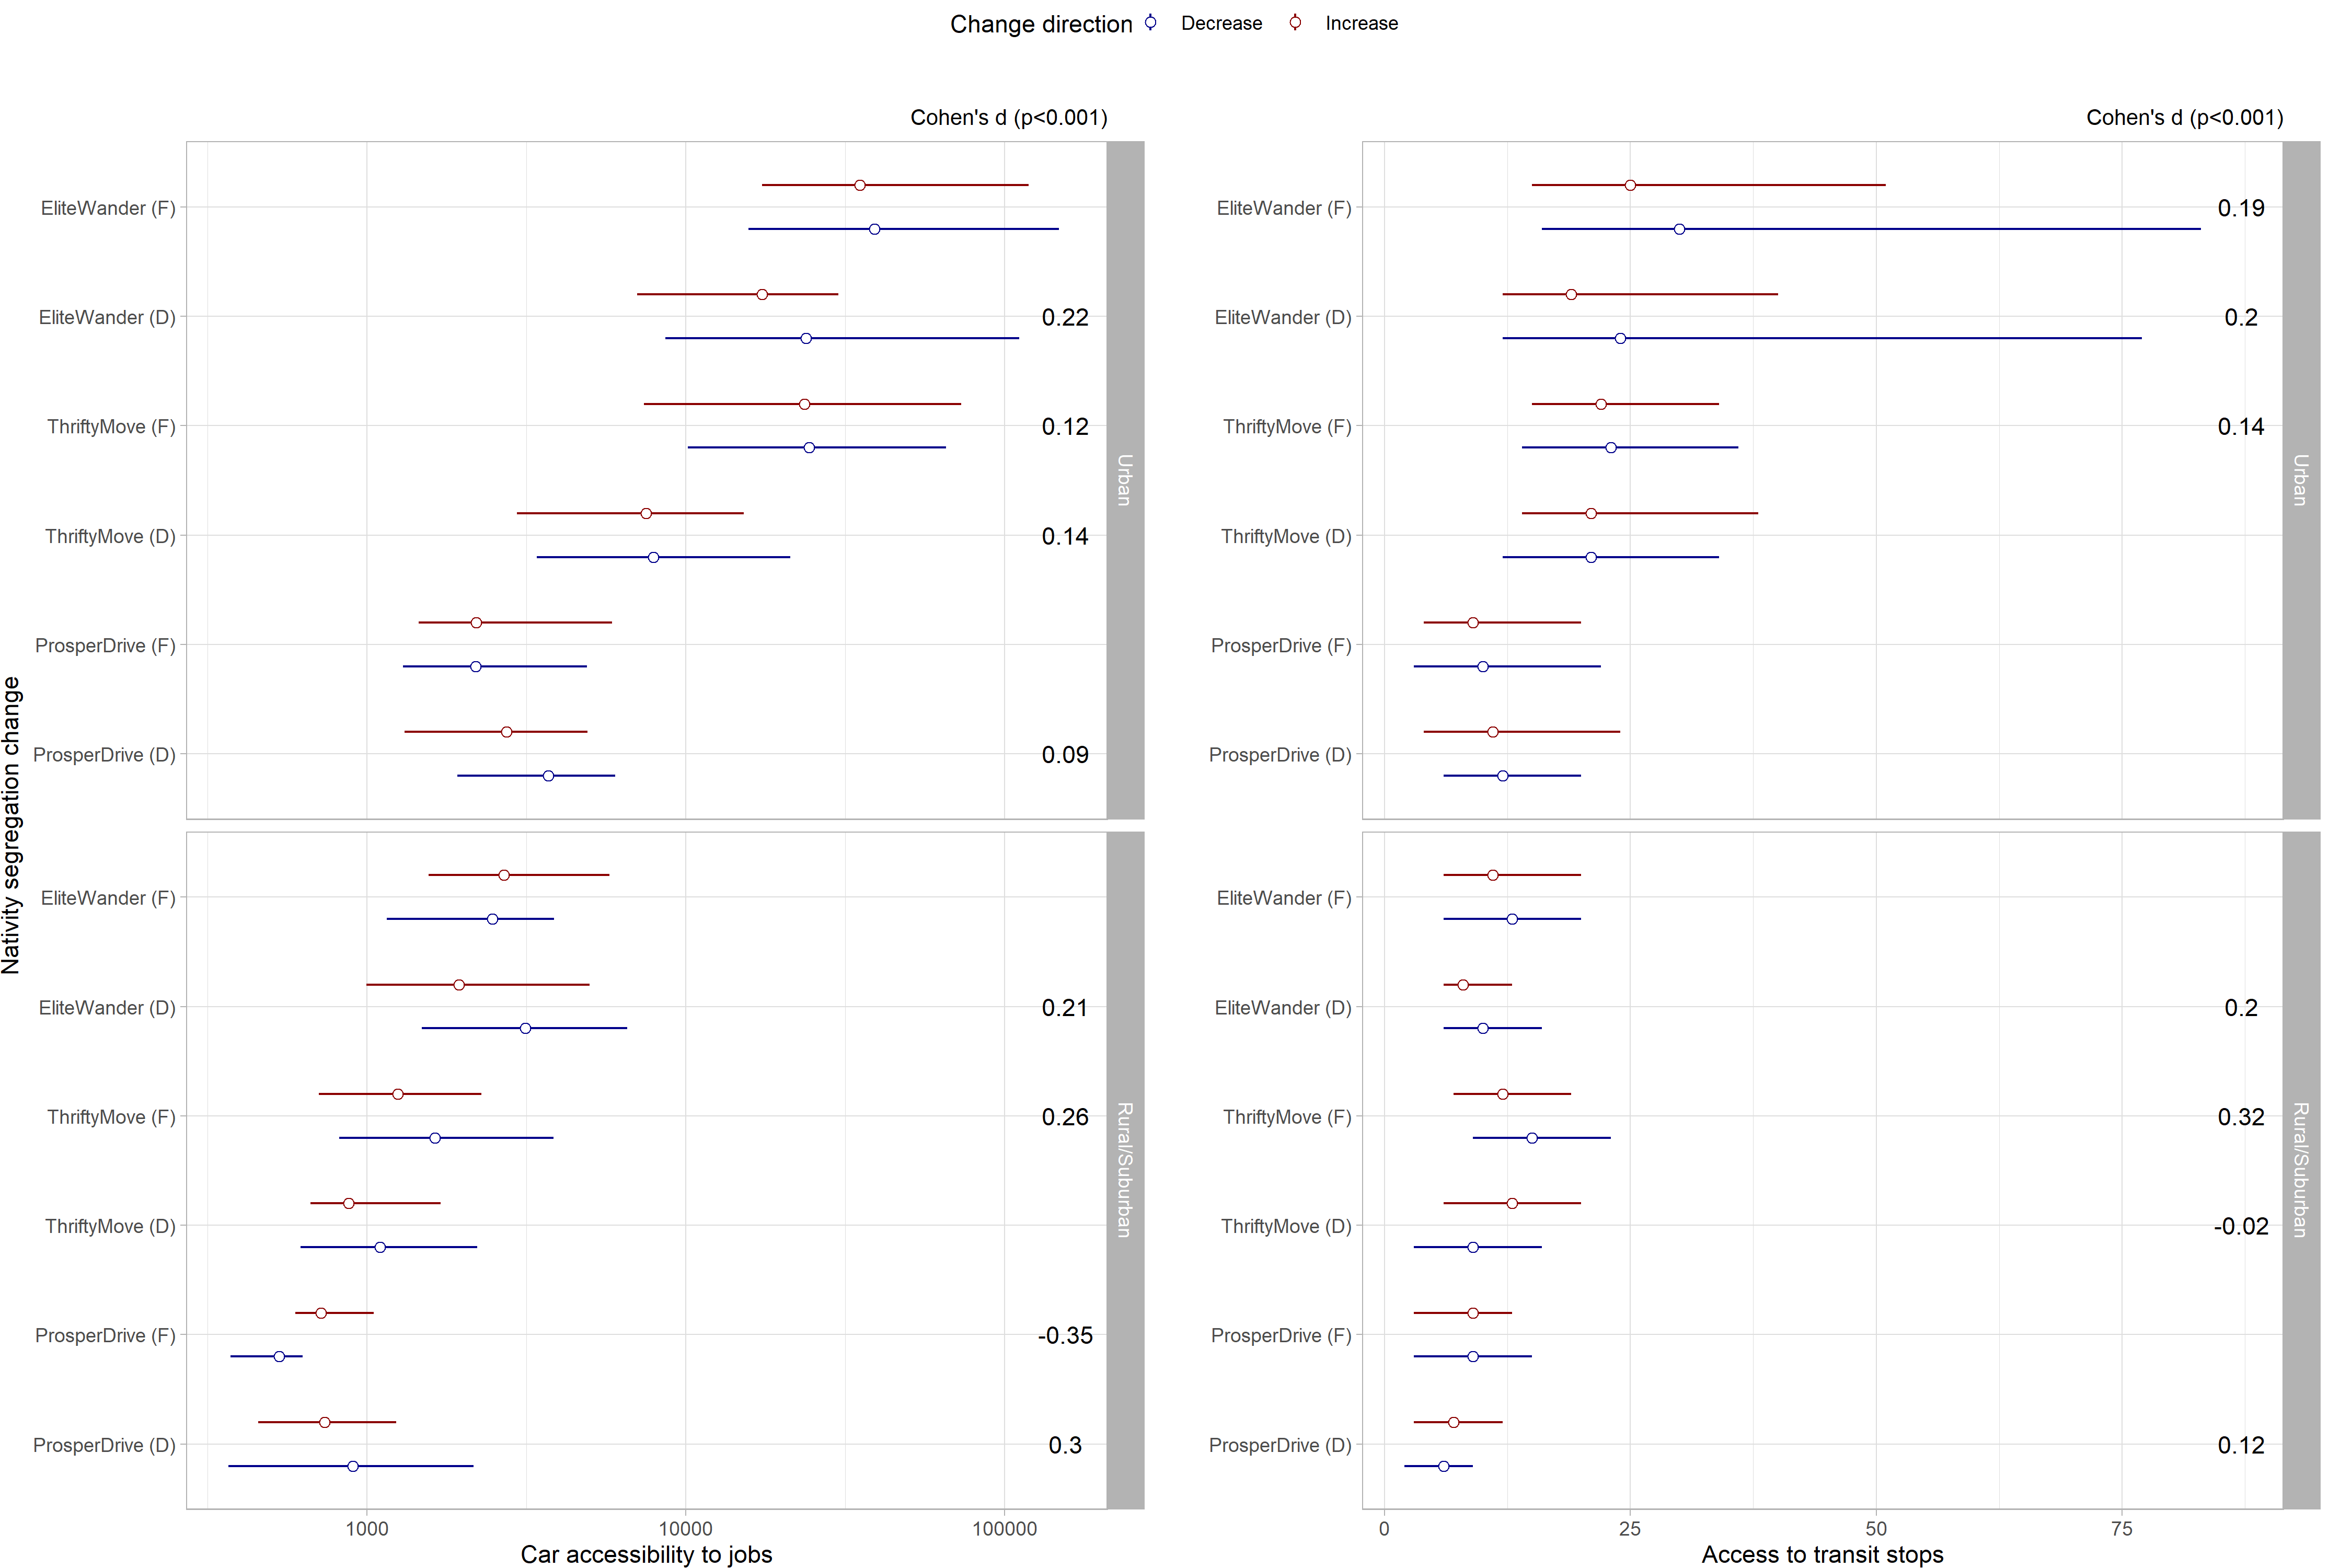 Change direction Decrease Increase
Cohen's d (p<0.001)
Nativity segregation change
EliteWander (F)
EliteWander (D) 0.22
ThriftyMove (F) 0.12
ThriftyMove (D) 0.14
ProsperDrive (F)
ProsperDrive (D) 0.09
Urban
EliteWander (F)
EliteWander (D) 0.21
ThriftyMove (F) 0.26
ThriftyMove (D)
ProsperDrive (F) -0.35
ProsperDrive (D) 0.3
Rural/Suburban
1000 10000 100000
Car accessibility to jobs
Cohen's d (p<0.001)
EliteWander (F) 0.19
EliteWander (D) 0.2
ThriftyMove (F) 0.14
ThriftyMove (D)
ProsperDrive (F)
ProsperDrive (D)
Urban
EliteWander (F)
EliteWander (D) 0.2
ThriftyMove (F) 0.32
ThriftyMove (D) -0.02
ProsperDrive (F)
ProsperDrive (D) 0.12
Rural/Suburban
0 25 50 75
Access to transit stops